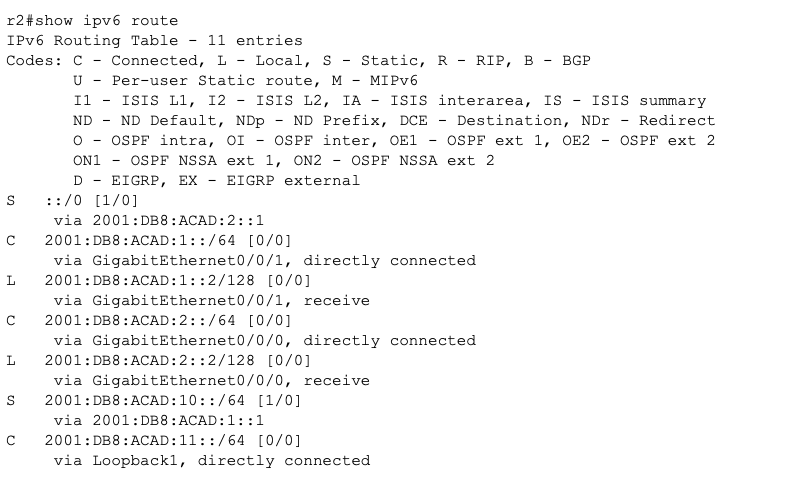 r2#show ipv6 route
IPv6 Routing Table - 11 entries
Codes: C - Connected, L - Local, S - Static, R - RIP, B - BGP
       U - Per-user Static route, M - MIPv6
       I1 - ISIS L1, I2 - ISIS L2, IA - ISIS interarea, IS - ISIS summary
       ND - ND Default, NDp - ND Prefix, DCE - Destination, NDr - Redirect
       O - OSPF intra, OI - OSPF inter, OE1 - OSPF ext 1, OE2 - OSPF ext 2
       ON1 - OSPF NSSA ext 1, ON2 - OSPF NSSA ext 2
       D - EIGRP, EX - EIGRP external
S   ::/0 [1/0]
     via 2001:DB8:ACAD:2::1
C   2001:DB8:ACAD:1::/64 [0/0]
     via GigabitEthernet0/0/1, directly connected
L   2001:DB8:ACAD:1::2/128 [0/0]
     via GigabitEthernet0/0/1, receive
C   2001:DB8:ACAD:2::/64 [0/0]
     via GigabitEthernet0/0/0, directly connected
L   2001:DB8:ACAD:2::2/128 [0/0]
     via GigabitEthernet0/0/0, receive
S   2001:DB8:ACAD:10::/64 [1/0]
     via 2001:DB8:ACAD:1::1
C   2001:DB8:ACAD:11::/64 [0/0]
     via Loopback1, directly connected